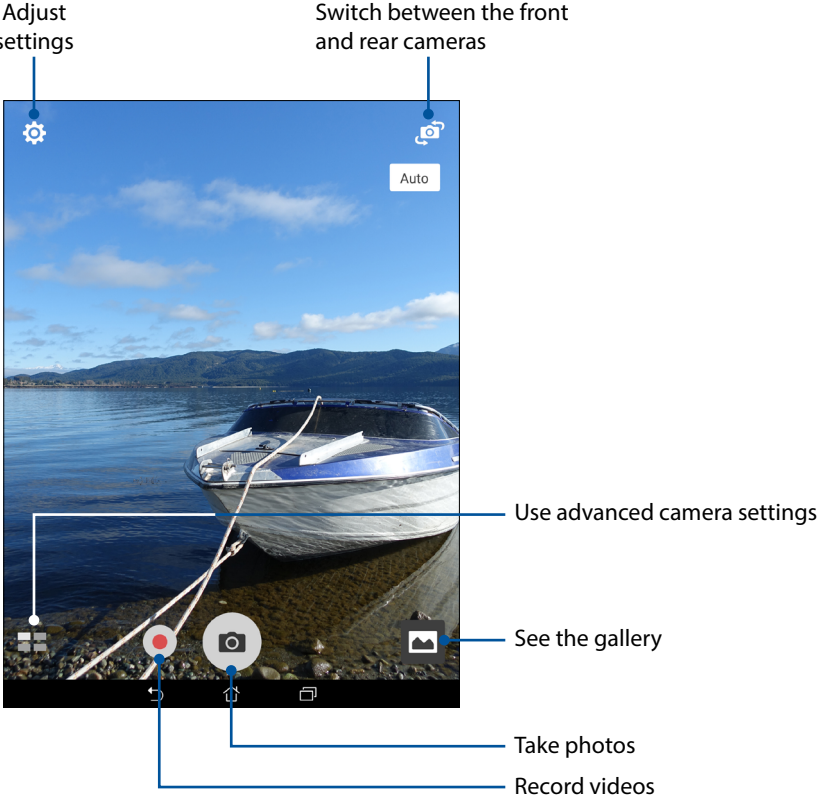 Adjust
settings
Switch between the front
and rear cameras
Auto
Use advanced camera settings
See the gallery
Take photos
Record videos